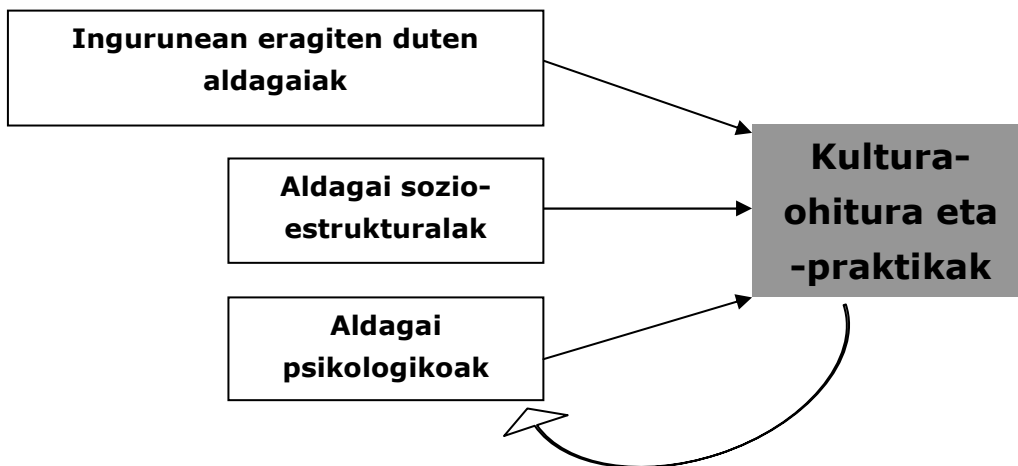 Ingurunean eragiten duten
aldagaiak
Aldagai sozio-
estrukturalak
Aldagai
psikologikoak
Kultura-
ohitura eta
-praktikak